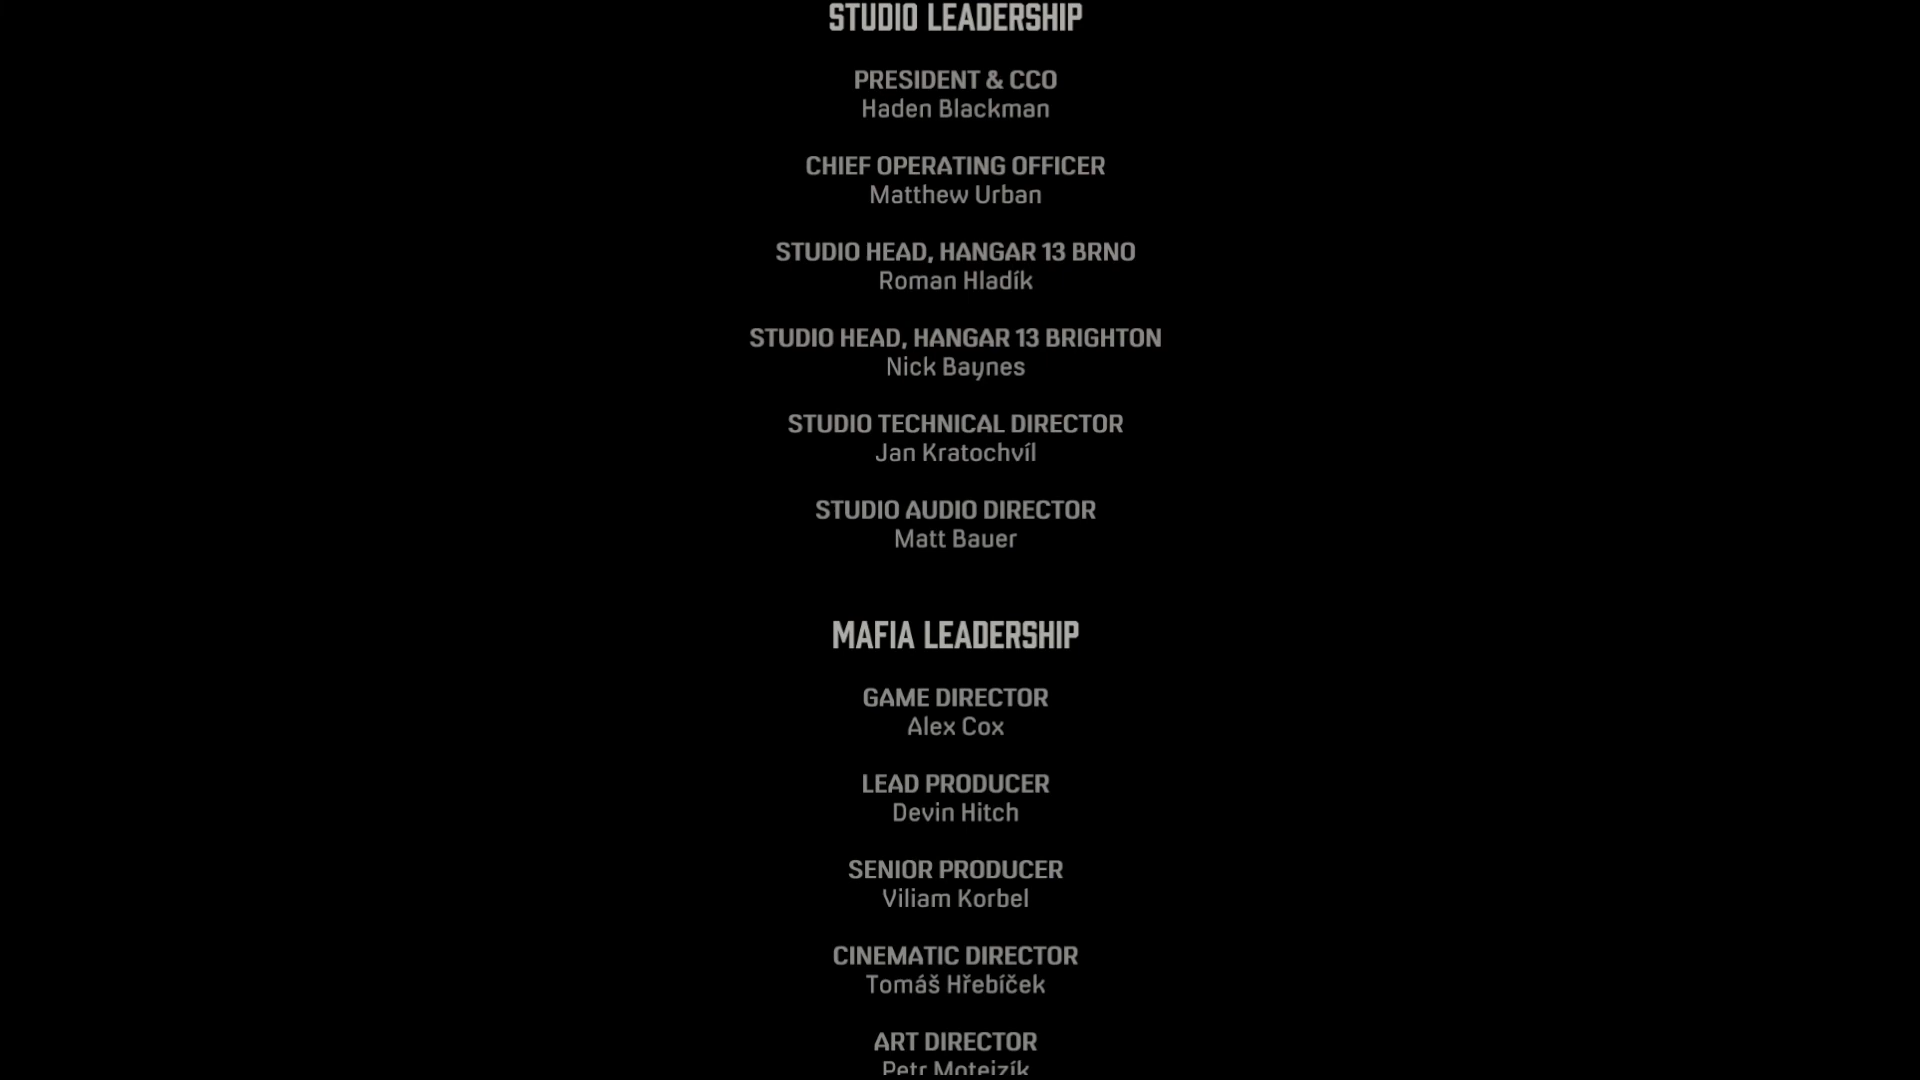 STUDIO LEADERSHIP
PRESIDENT & CCO
Haden Blackman
CHIEF OPERATING OFFICER
Matthew Urban
STUDIO HEAD, HANGAR 13 BRNO
Roman Hladík
STUDIO HEAD, HANGAR 13 BRIGHTON
Nick Baynes
STUDIO TECHNICAL DIRECTOR
Jan Kratochvíl
STUDIO AUDIO DIRECTOR
Matt Bauer
MAFIA LEADERSHIP
GAME DIRECTOR
Alex Cox
LEAD PRODUCER
Devin Hitch
SENIOR PRODUCER
Viliam Korbel
CINEMATIC DIRECTOR
Tomáš Hřebíček
ART DIRECTOR
Petr Motejzík